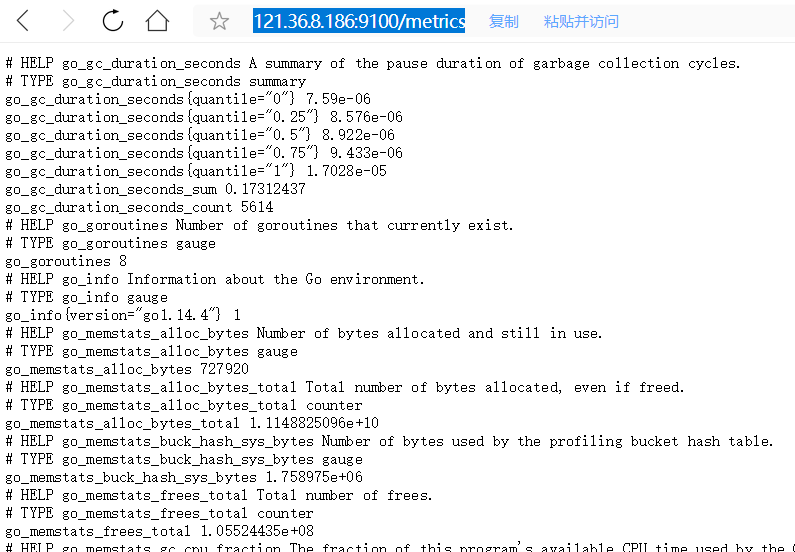 121.36.8.186:9100/metrics 复制 粘贴并访问
# HELP go_gc_duration_seconds A summary of the pause duration of garbage collection cycles.
# TYPE go_gc_duration_seconds summary
go_gc_duration_seconds{quantile="0"} 7.59e-06
go_gc_duration_seconds{quantile="0.25"} 8.576e-06
go_gc_duration_seconds{quantile="0.5"} 8.922e-06
go_gc_duration_seconds{quantile="0.75"} 9.433e-06
go_gc_duration_seconds{quantile="1"} 1.7028e-05
go_gc_duration_seconds_sum 0.17312437
go_gc_duration_seconds_count 5614
# HELP go_goroutines Number of goroutines that currently exist.
# TYPE go_goroutines gauge
go_goroutines 8
# HELP go_info Information about the Go environment.
# TYPE go_info gauge
go_info{version="go1.14.4"} 1
# HELP go_memstats_alloc_bytes Number of bytes allocated and still in use.
# TYPE go_memstats_alloc_bytes gauge
go_memstats_alloc_bytes 727920
# HELP go_memstats_alloc_bytes_total Total number of bytes allocated, even if freed.
# TYPE go_memstats_alloc_bytes_total counter
go_memstats_alloc_bytes_total 1.1148825096e+10
# HELP go_memstats_buck_hash_sys_bytes Number of bytes used by the profiling bucket hash table.
# TYPE go_memstats_buck_hash_sys_bytes gauge
go_memstats_buck_hash_sys_bytes 1.758975e+06
# HELP go_memstats_frees_total Total number of frees.
# TYPE go_memstats_frees_total counter
go_memstats_frees_total 1.05524435e+08
# HELP go_memstats_gc_cpu_fraction The fraction of this program's available CPU time used by the